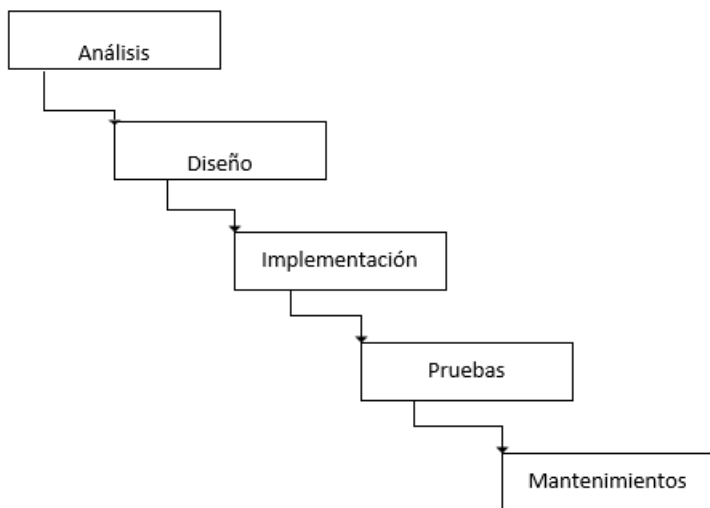 Análisis
Diseño
Implementación
Pruebas
Mantenimientos